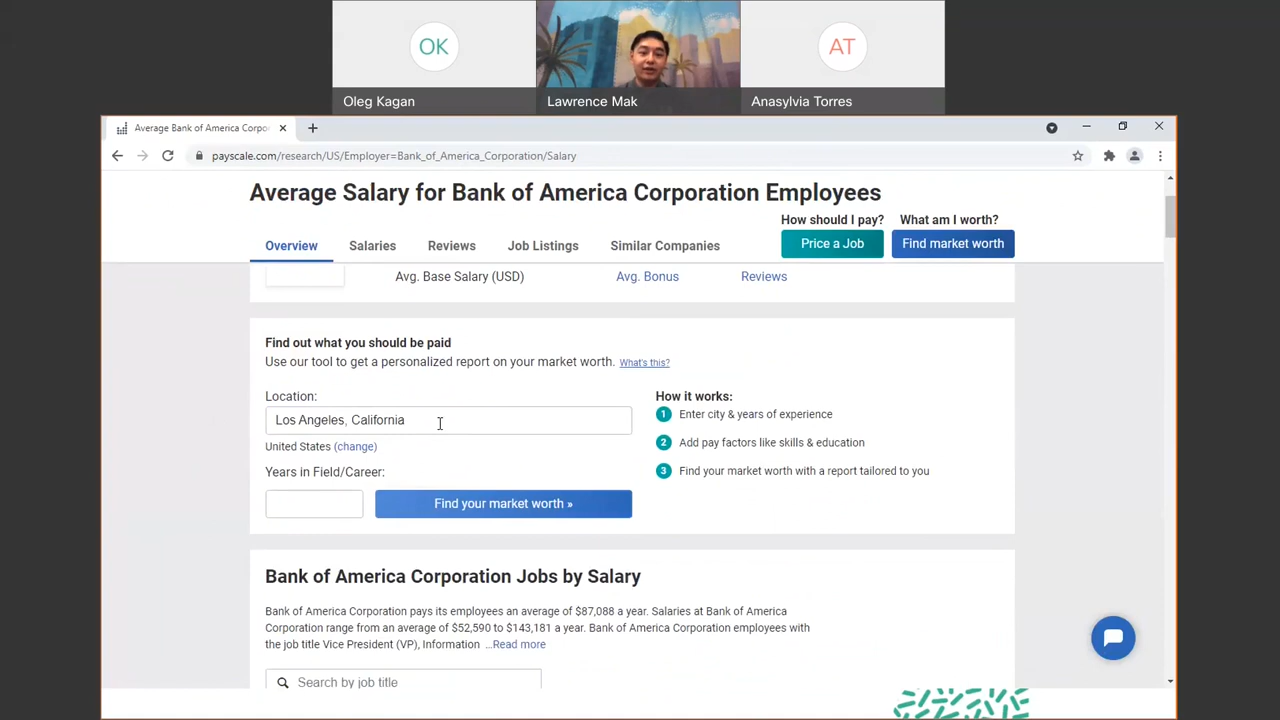 OK
AT
Oleg Kagan
Lawrence Mak
Anasylvia Torres
Average Bank of America Corpo
payscale.com/research/US/Employer=Bank_of_America_Corporation/Salary
Average Salary for Bank of America Corporation Employees
How should I pay?
What am I worth?
Overview
Salaries
Reviews
Job Listings
Similar Companies
Price a Job
Find market worth
Avg. Base Salary (USD)
Avg. Bonus
Reviews
Find out what you should be paid
Use our tool to get a personalized report on your market worth. What's this?
Location:
Los Angeles, California
United States (change)
Years in Field/Career:
Find your market worth »
How it works:
1 Enter city & years of experience
2 Add pay factors like skills & education
3 Find your market worth with a report tailored to you
Bank of America Corporation Jobs by Salary
Bank of America Corporation pays its employees an average of $87,088 a year. Salaries at Bank of America
Corporation range from an average of $52,590 to $143,181 a year. Bank of America Corporation employees with
the job title Vice President (VP), Information ...Read more
Search by job title